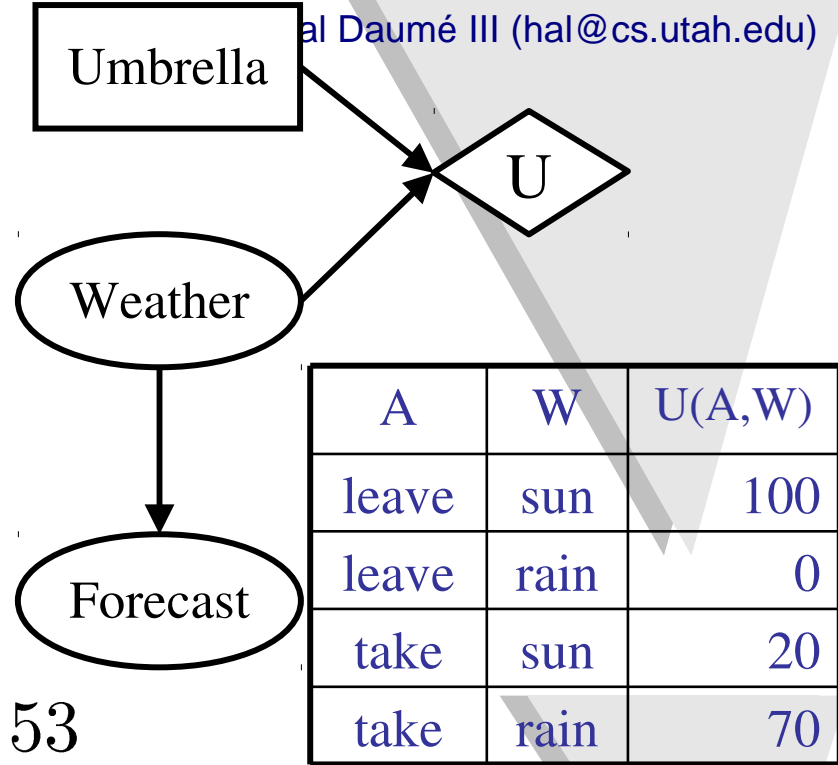 al Daumé III (hal@cs.utah.edu)
Umbrella
U
Weather
Forecast
A W U(A,W)
leave sun 100
leave rain 0
take sun 20
take rain 70
53